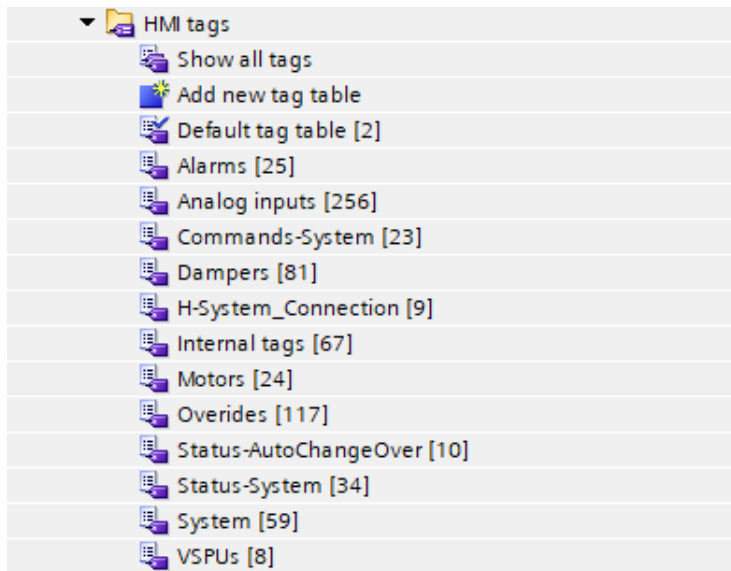 HMI tags
Show all tags
Add new tag table
Default tag table [2]
Alarms [25]
Analog inputs [256]
Commands-System [23]
Dampers [81]
H-System_Connection [9]
Internal tags [67]
Motors [24]
Overides [117]
Status-AutoChangeOver [10]
Status-System [34]
System [59]
VSPUs [8]